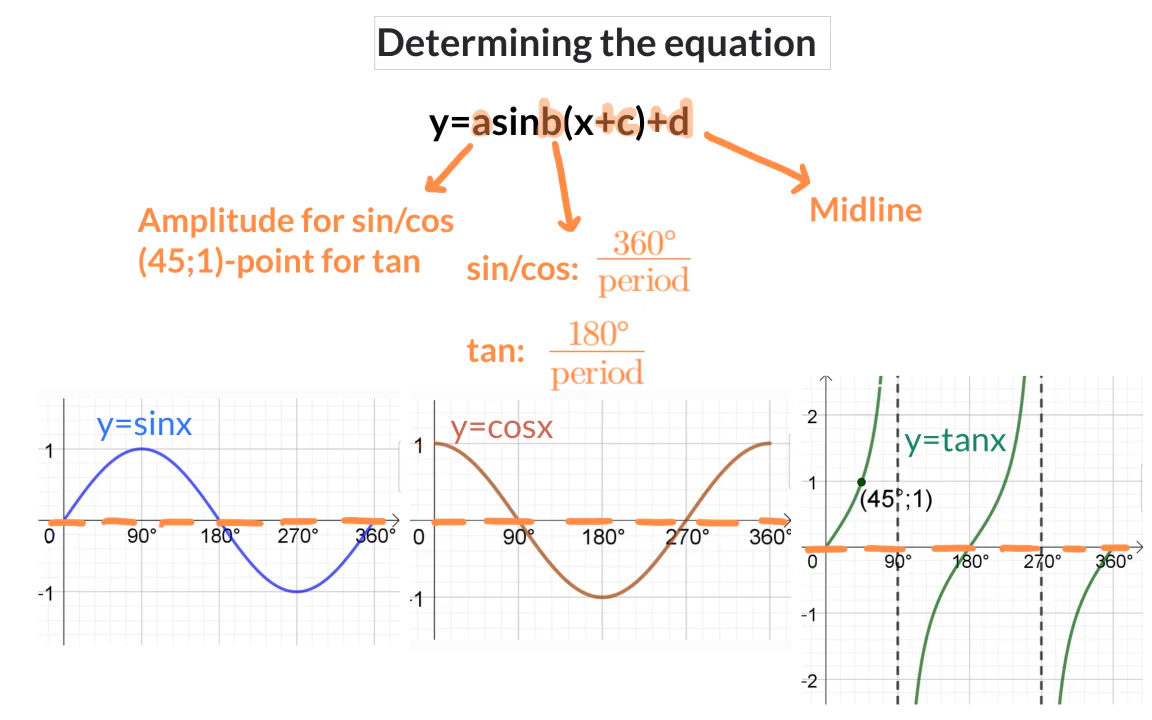 Determining the equation
y=asinb(x+c)+d
Amplitude for sin/cos
(45;1)-point for tan
sin/cos: 360°/period
tan: 180°/period
Midline
y=sinx
1
0 90° 180° 270° 360°
-1
y=cosx
1
0 90° 180° 270° 360°
-1
2
y=tanx
1
(45°;1)
0 90° 180° 270° 360°
-1
-2